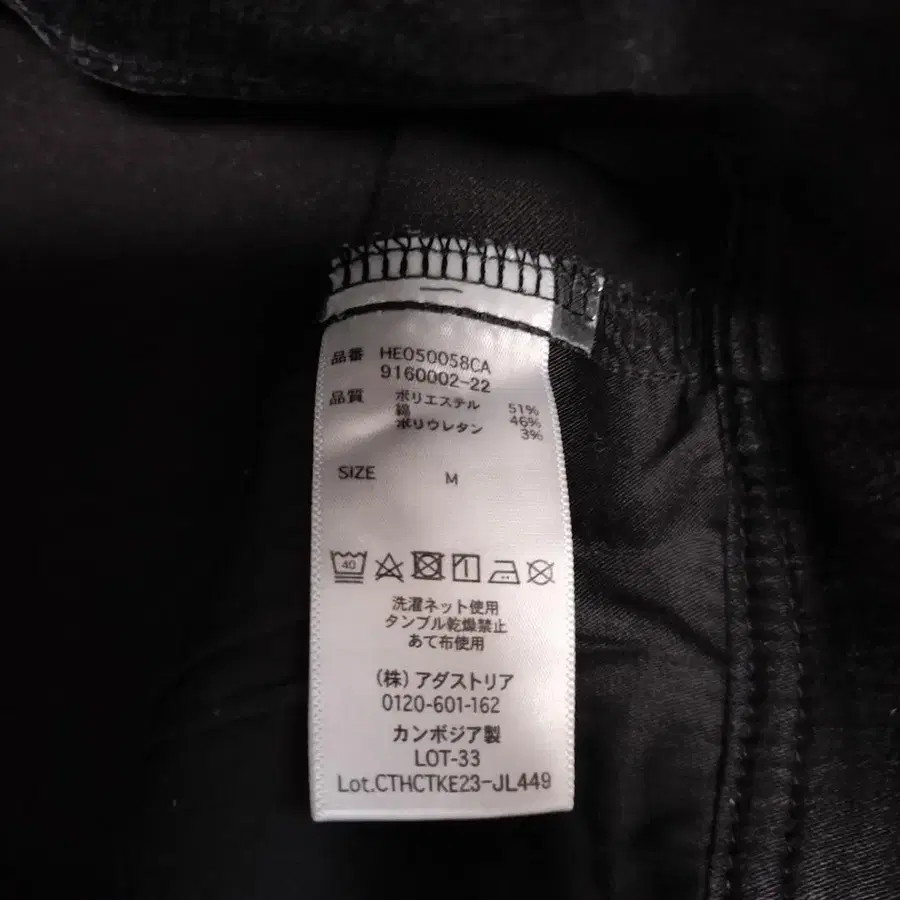 品番 HE050058CA
9160002-22
品質 ポリエステル 51%
綿 46%
ポリウレタン 3%
SIZE M
40
洗濯ネット使用
タンブル乾燥禁止
あて布使用
(株) アダストリア
0120-601-162
カンボジア製
LOT-33
Lot.CTHCTKE23-JL449